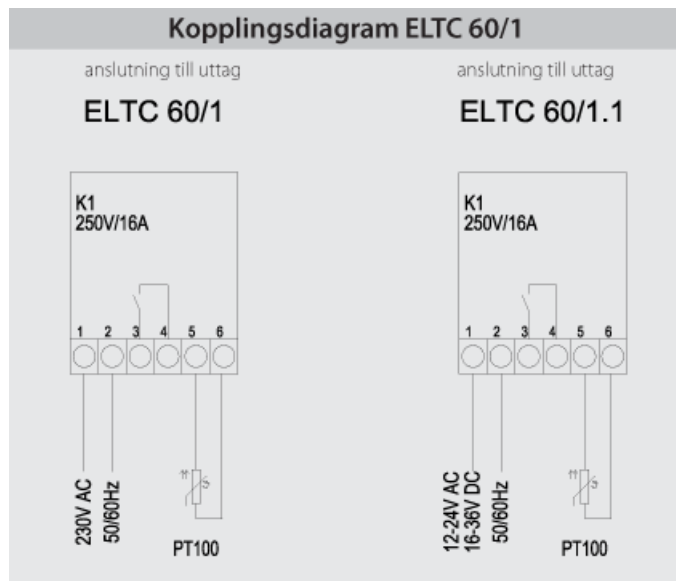 Kopplingsdiagram ELTC 60/1
anslutning till uttag
ELTC 60/1
K1
250V/16A
1 2 3 4 5 6
230V AC
50/60Hz
PT100
anslutning till uttag
ELTC 60/1.1
K1
250V/16A
1 2 3 4 5 6
12-24V AC
16-36V DC
50/60Hz
PT100